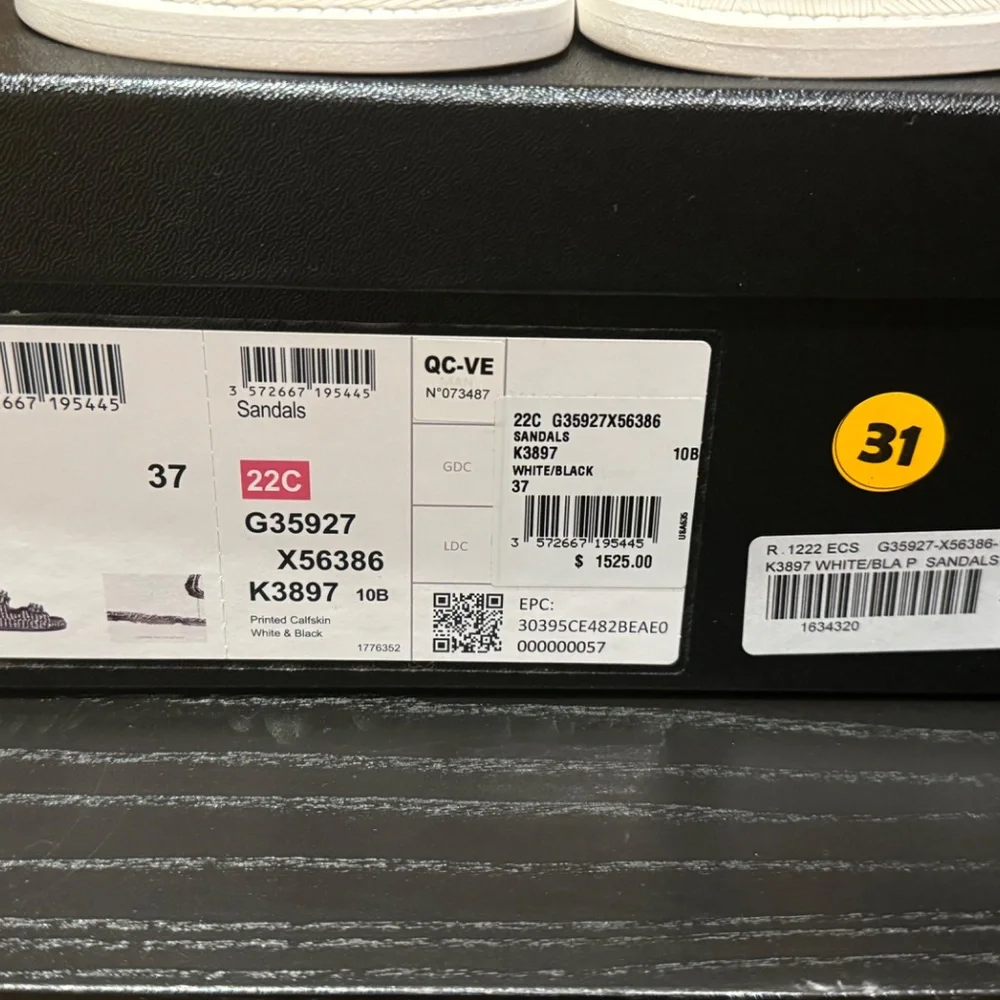 667 195445
37
3 572667 195445
Sandals
22C
G35927
X56386
K3897 10B
Printed Calfskin
White & Black
1776352
QC-VE
N°073487
GDC
LDC
22C G35927X56386
SANDALS
K3897 10B
WHITE/BLACK
37
3 572667 195445
$ 1525.00
EPC:
30395CE482BEAE0
000000057
31
R.1222 ECS G35927-X56386-
K3897 WHITE/BLA P SANDALS
1634320